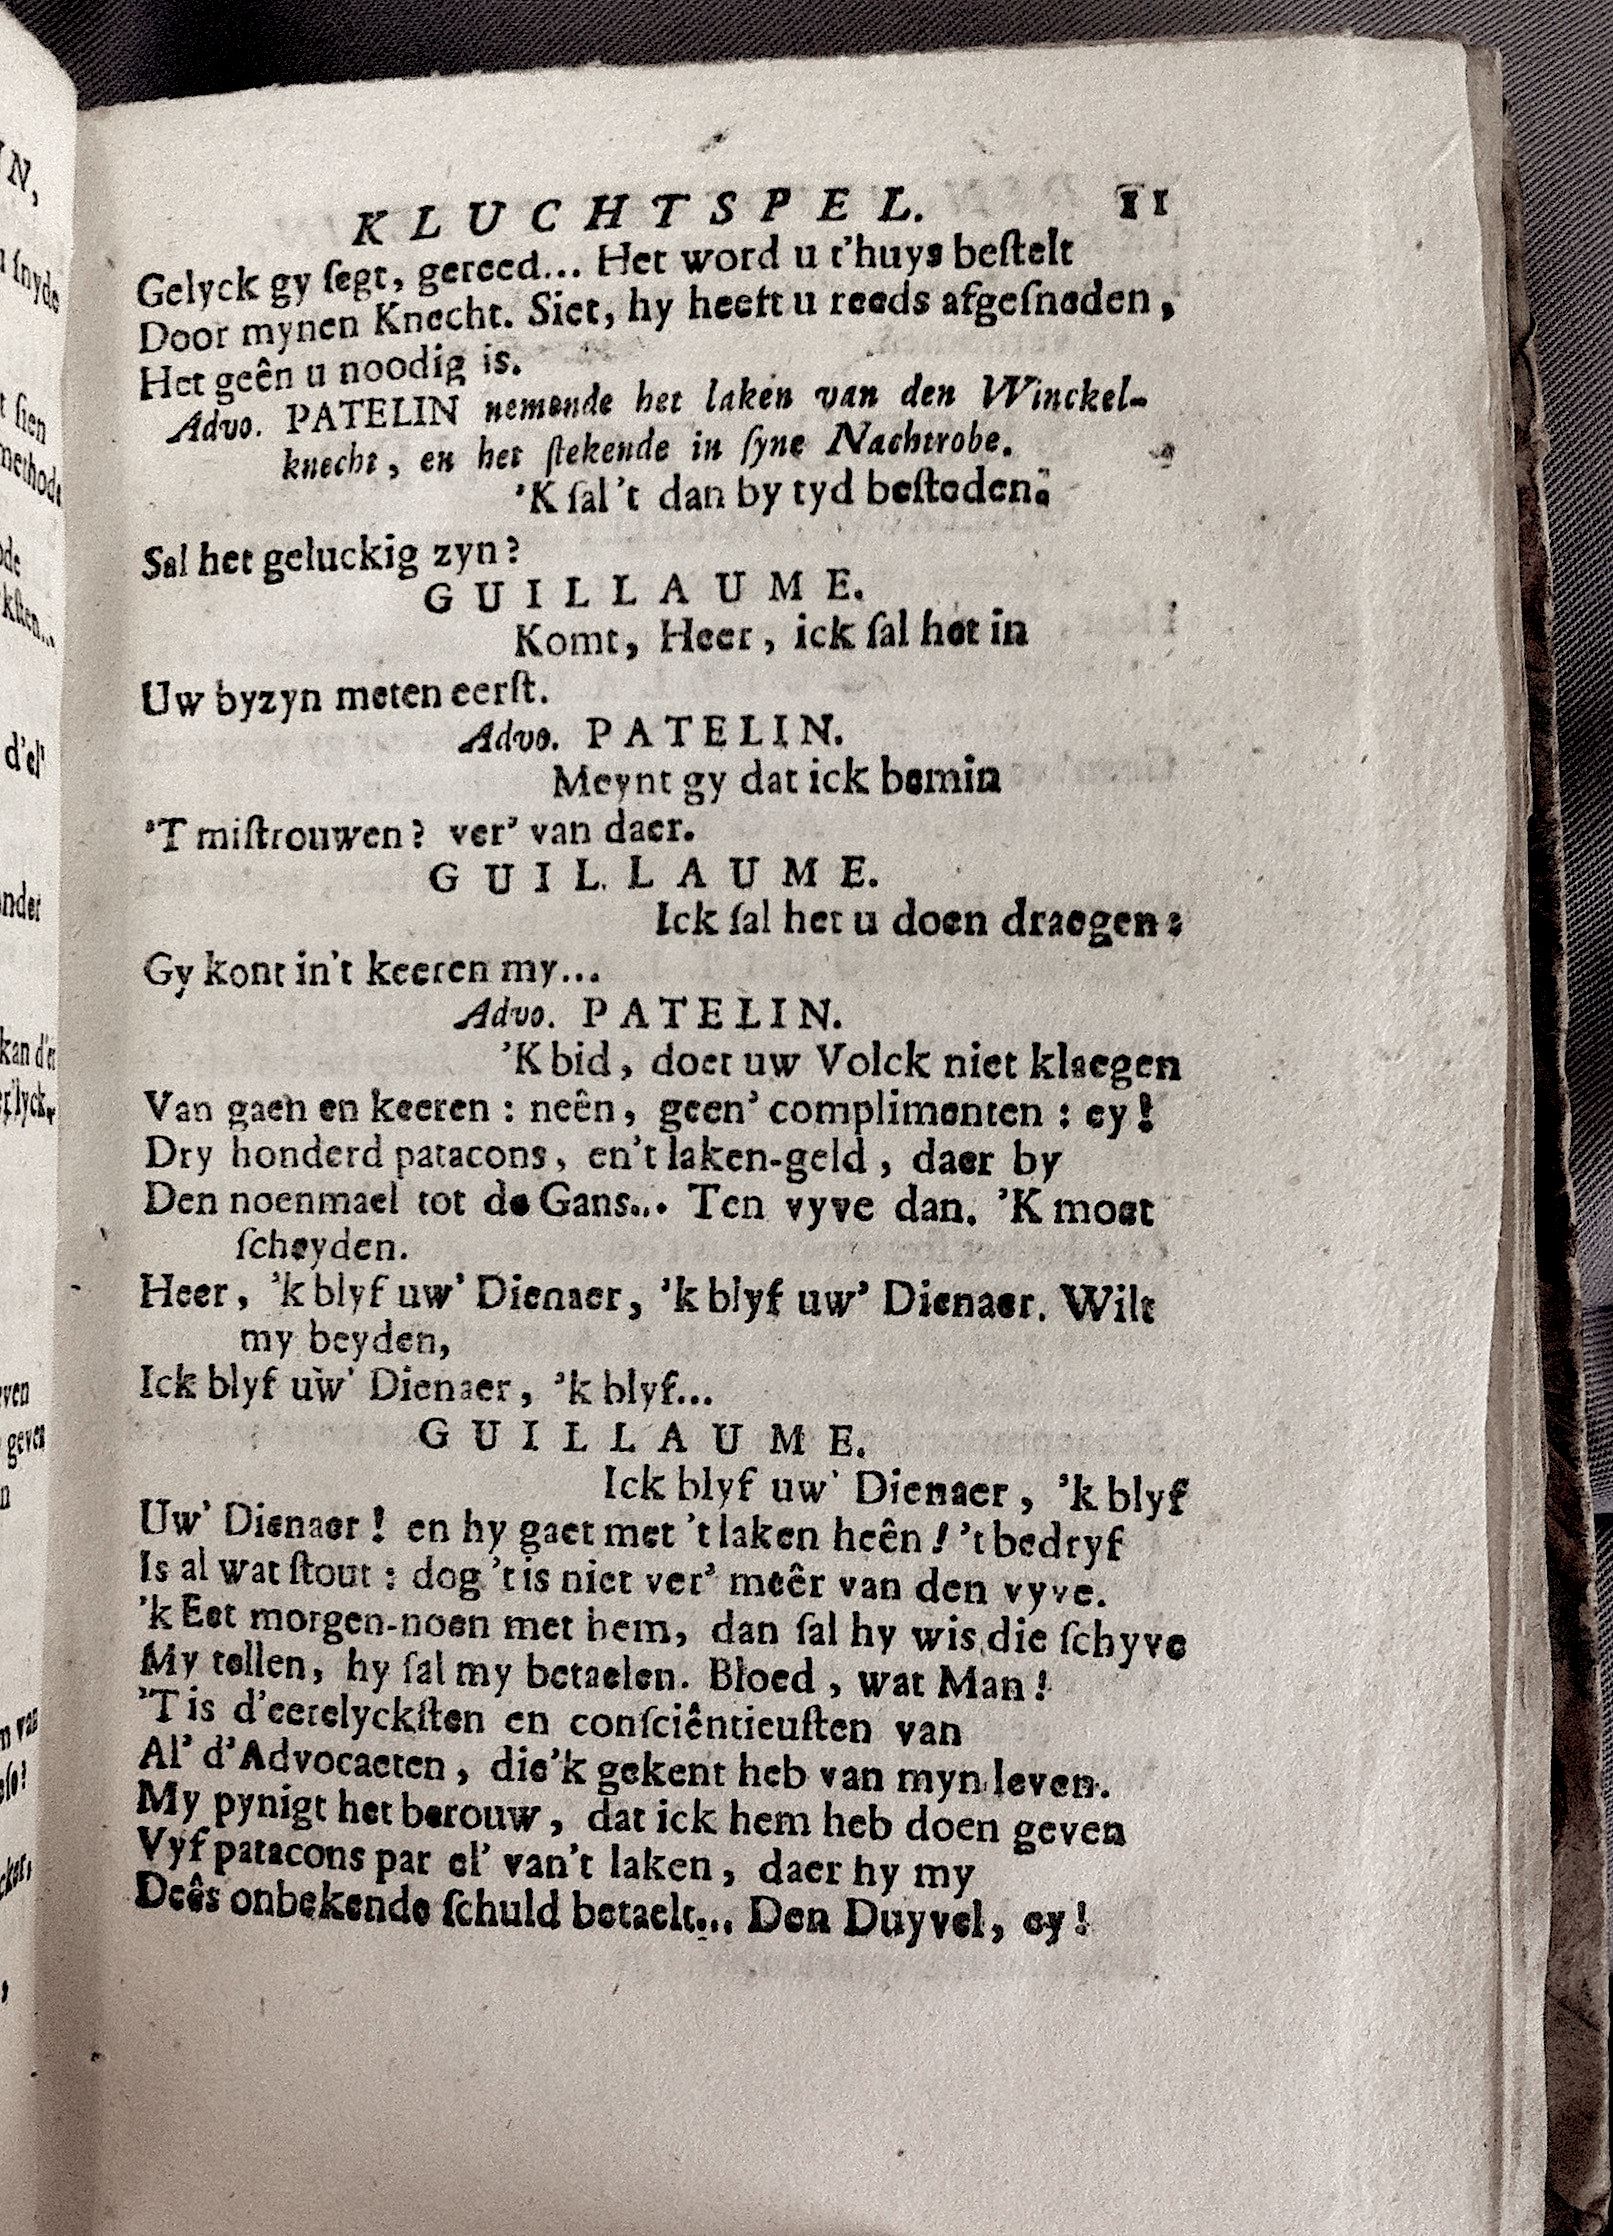 KLUCHTSPEL. 11
Gelyck gy ſegt, gereed... Het word u t'huys beſtelt
Door mynen Knecht. Siet, hy heeft u reeds afgeſneden,
Het geên u noodig is.
Advo. PATELIN nemende het laken van den Winckel-
knecht, en het ſtekende in ſyne Nachtrobe.
'K ſal 't dan by tyd beſteden.
Sal het geluckig zyn?
GUILLAUME.
Komt, Heer, ick ſal het in
Uw byzyn meten eerſt.
Advo. PATELIN.
Meynt gy dat ick bemin
'T miſtrouwen? ver' van daer.
GUILLAUME.
Ick ſal het u doen draegen:
Gy kont in't keeren my...
Advo. PATELIN.
'K bid, doet uw Volck niet klaegen
Van gaen en keeren: neên, geen' complimenten: ey!
Dry honderd patacons, en't laken-geld, daer by
Den noenmael tot de Gans... Ten vyve dan. 'K moet
ſcheyden.
Heer, 'k blyf uw' Dienaer, 'k blyf uw' Dienaer. Wilt
my beyden,
Ick blyf uw' Dienaer, 'k blyf...
GUILLAUME.
Ick blyf uw' Dienaer, 'k blyf
Uw' Dienaer! en hy gaet met 't laken heên! 't bedryf
Is al wat ſtout: dog 't is niet ver' meêr van den vyve.
'k Eet morgen-noen met hem, dan ſal hy wis die ſchyve
My tellen, hy ſal my betaelen. Bloed, wat Man!
'T is d'eerelyckſten en conſciêntieuſten van
Al' d'Advocaeten, die'k gekent heb van myn leven.
My pynigt het berouw, dat ick hem heb doen geven
Vyf patacons par el' van't laken, daer hy my
Deês onbekende ſchuld betaelt... Den Duyvel, ey!